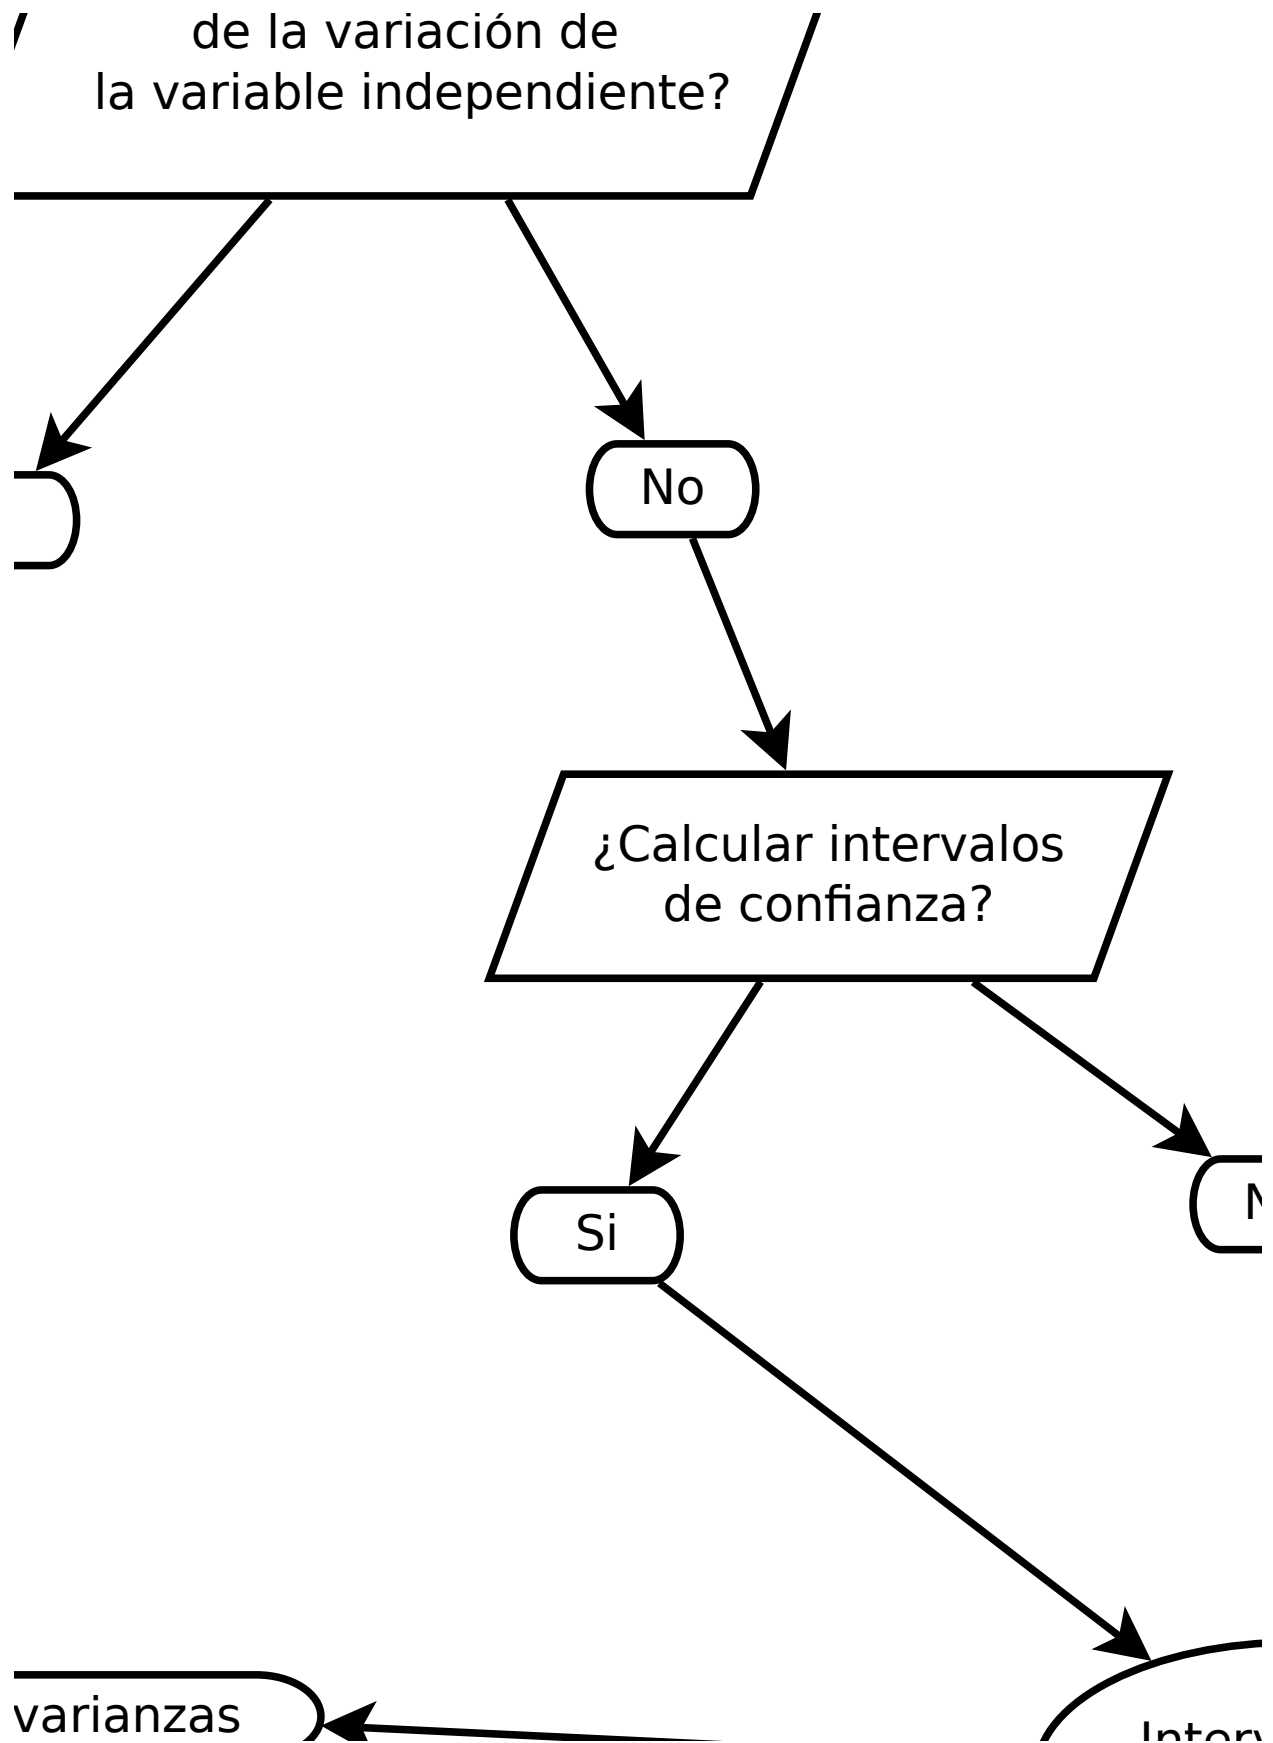 de la variación de
la variable independiente?
No
¿Calcular intervalos
de confianza?
Si
varianzas